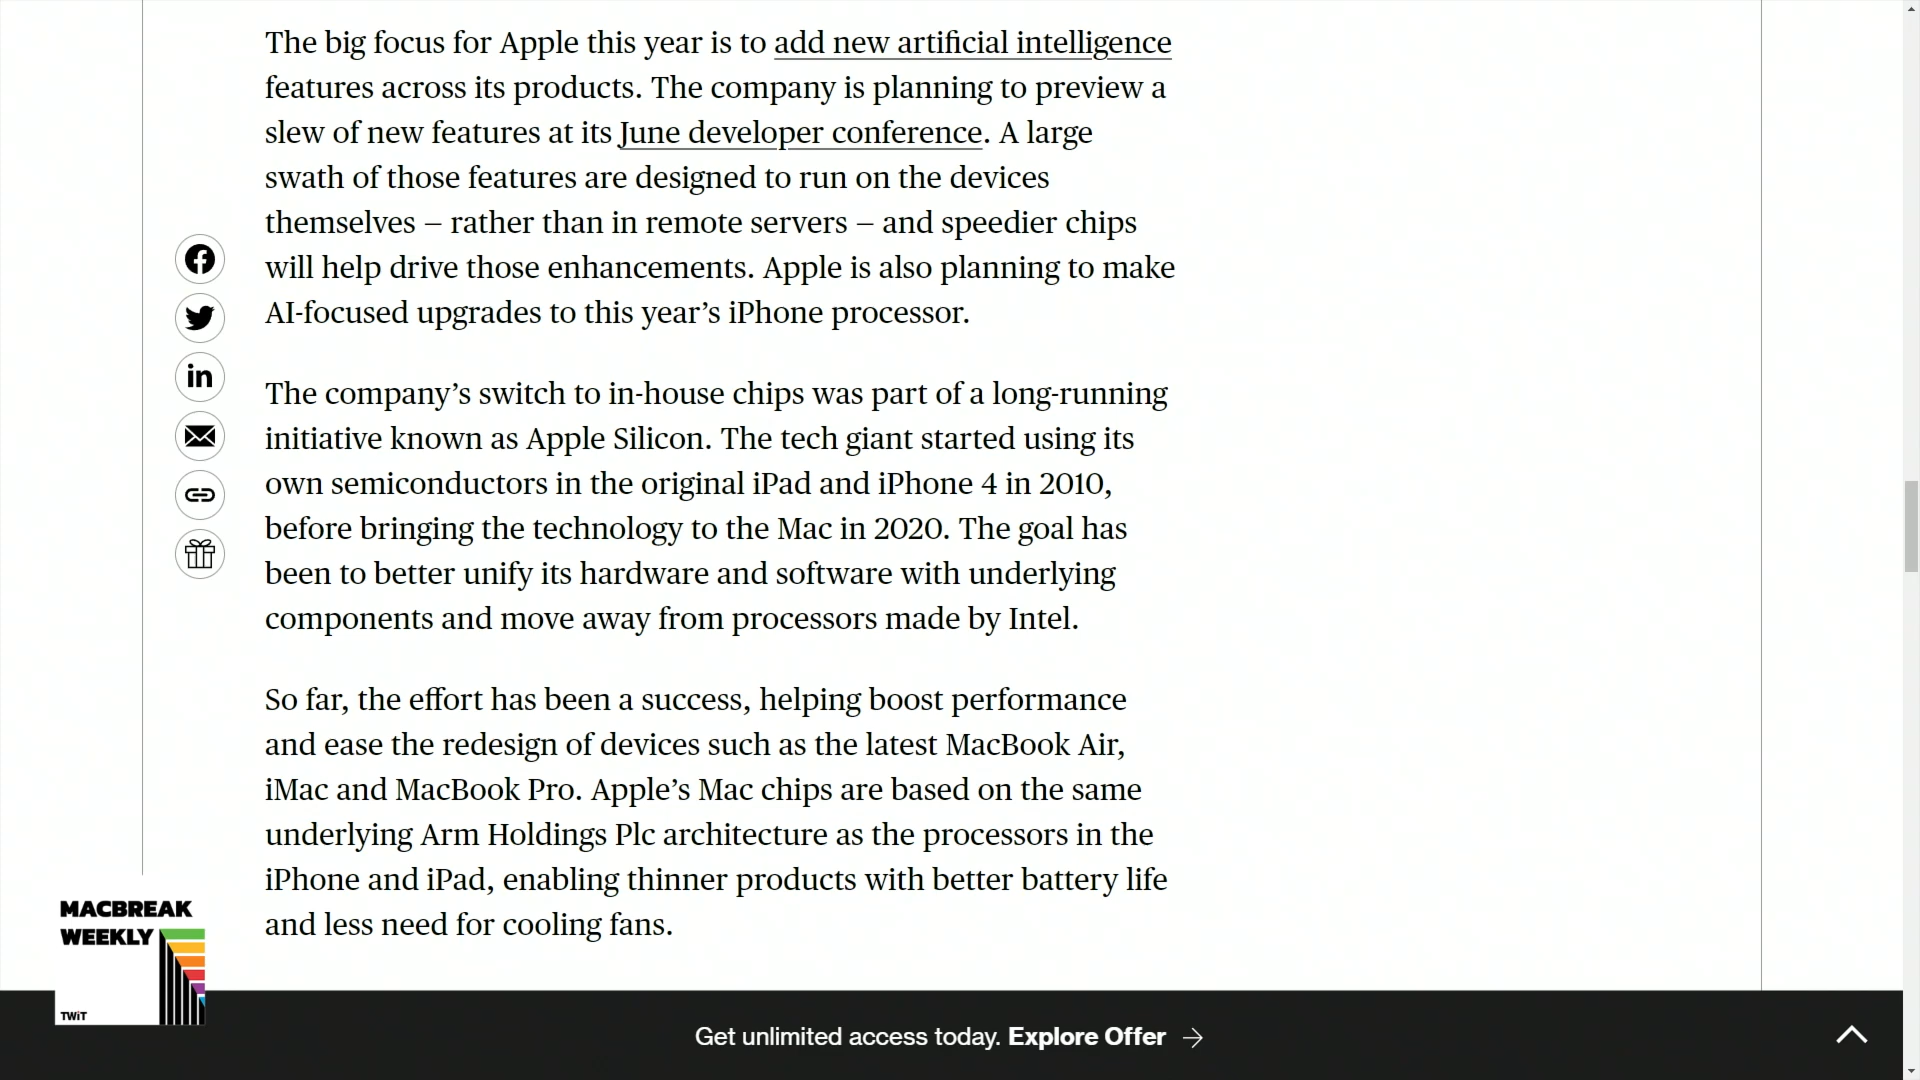 The big focus for Apple this year is to add new artificial intelligence
features across its products. The company is planning to preview a
slew of new features at its June developer conference. A large
swath of those features are designed to run on the devices
themselves – rather than in remote servers – and speedier chips
will help drive those enhancements. Apple is also planning to make
AI-focused upgrades to this year’s iPhone processor.
The company’s switch to in-house chips was part of a long-running
initiative known as Apple Silicon. The tech giant started using its
own semiconductors in the original iPad and iPhone 4 in 2010,
before bringing the technology to the Mac in 2020. The goal has
been to better unify its hardware and software with underlying
components and move away from processors made by Intel.
So far, the effort has been a success, helping boost performance
and ease the redesign of devices such as the latest MacBook Air,
iMac and MacBook Pro. Apple’s Mac chips are based on the same
underlying Arm Holdings Plc architecture as the processors in the
iPhone and iPad, enabling thinner products with better battery life
and less need for cooling fans.
MACBREAK
WEEKLY
TWiT
Get unlimited access today. Explore Offer →